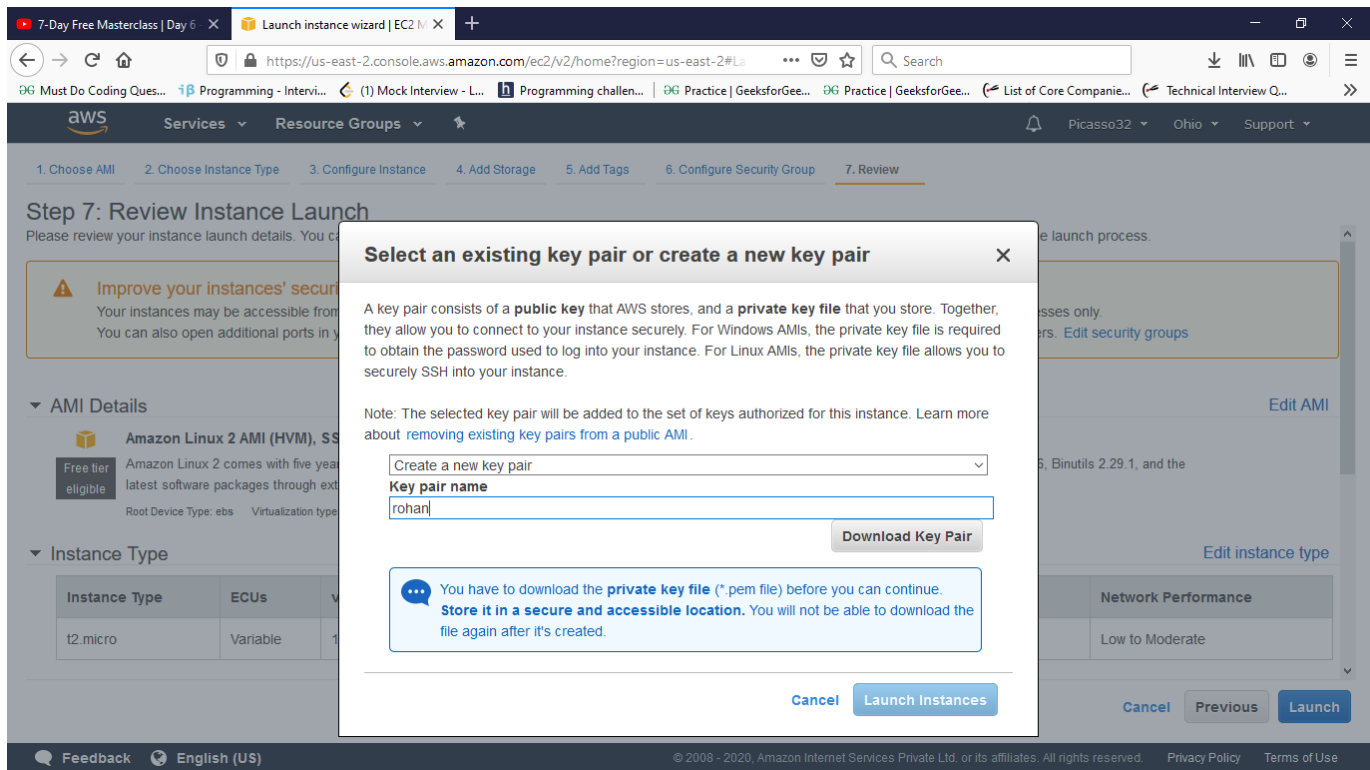 7-Day Free Masterclass | Day 6 -
Launch instance wizard | EC2 M
https://us-east-2.console.aws.amazon.com/ec2/v2/home?region=us-east-2#La
Search
Must Do Coding Ques...
Programming - Intervi...
(1) Mock Interview - L...
Programming challen...
Practice | GeeksforGee...
Practice | GeeksforGee...
List of Core Companie...
Technical Interview Q...
aws
Services
Resource Groups
Picasso32
Ohio
Support
1. Choose AMI
2. Choose Instance Type
3. Configure Instance
4. Add Storage
5. Add Tags
6. Configure Security Group
7. Review
Step 7: Review Instance Launch
Please review your instance launch details. You ca
e launch process.
Improve your instances' securi
Your instances may be accessible from
esses only.
You can also open additional ports in y
ers. Edit security groups
AMI Details
Edit AMI
Amazon Linux 2 AMI (HVM), SS
Free tier
eligible
Amazon Linux 2 comes with five year
5, Binutils 2.29.1, and the
latest software packages through ext
Root Device Type: ebs Virtualization type
Instance Type
Edit instance type
Instance Type
ECUs
v
Network Performance
t2.micro
Variable
1
Low to Moderate
Select an existing key pair or create a new key pair
A key pair consists of a public key that AWS stores, and a private key file that you store. Together,
they allow you to connect to your instance securely. For Windows AMIs, the private key file is required
to obtain the password used to log into your instance. For Linux AMIs, the private key file allows you to
securely SSH into your instance.
Note: The selected key pair will be added to the set of keys authorized for this instance. Learn more
about removing existing key pairs from a public AMI.
Create a new key pair
Key pair name
rohan
Download Key Pair
You have to download the private key file (*.pem file) before you can continue.
Store it in a secure and accessible location. You will not be able to download the
file again after it's created.
Cancel
Launch Instances
Cancel
Previous
Launch
Feedback
English (US)
© 2008 - 2020, Amazon Internet Services Private Ltd. or its affiliates. All rights reserved.
Privacy Policy
Terms of Use